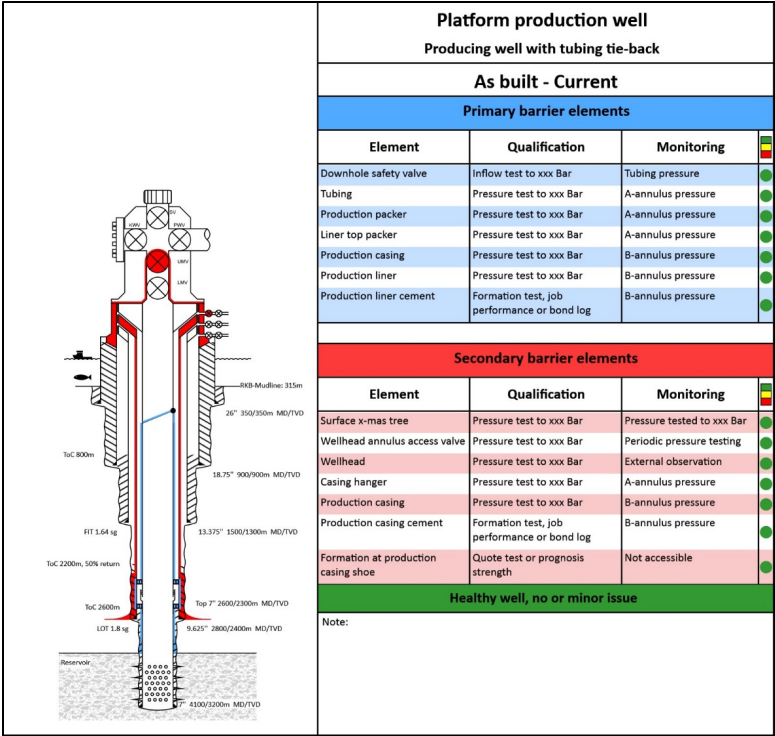 Platform production well
Producing well with tubing tie-back
As built - Current
Primary barrier elements
Element Qualification Monitoring
Downhole safety valve Inflow test to xxx Bar Tubing pressure
Tubing Pressure test to xxx Bar A-annulus pressure
Production packer Pressure test to xxx Bar A-annulus pressure
Liner top packer Pressure test to xxx Bar A-annulus pressure
Production casing Pressure test to xxx Bar B-annulus pressure
Production liner Pressure test to xxx Bar B-annulus pressure
Production liner cement Formation test, job B-annulus pressure
performance or bond log
Secondary barrier elements
Element Qualification Monitoring
Surface x-mas tree Pressure test to xxx Bar Pressure tested to xxx Bar
Wellhead annulus access valve Pressure test to xxx Bar Periodic pressure testing
Wellhead Pressure test to xxx Bar External observation
Casing hanger Pressure test to xxx Bar A-annulus pressure
Production casing Pressure test to xxx Bar B-annulus pressure
Production casing cement Formation test, job B-annulus pressure
performance or bond log
Formation at production Quote test or prognosis Not accessible
casing shoe strength
Healthy well, no or minor issue
Note:
SV
KWV PWV
UMV
LMV
RKB-Mudline: 315m
26" 350/350m MD/TVD
ToC 800m
18.75" 900/900m MD/TVD
FIT 1.64 sg 13.375" 1500/1300m MD/TVD
ToC 2200m, 50% return
ToC 2600m Top 7" 2600/2300m MD/TVD
LOT 1.8 sg 9.625" 2800/2400m MD/TVD
Reservoir
7" 4100/3200m MD/TVD